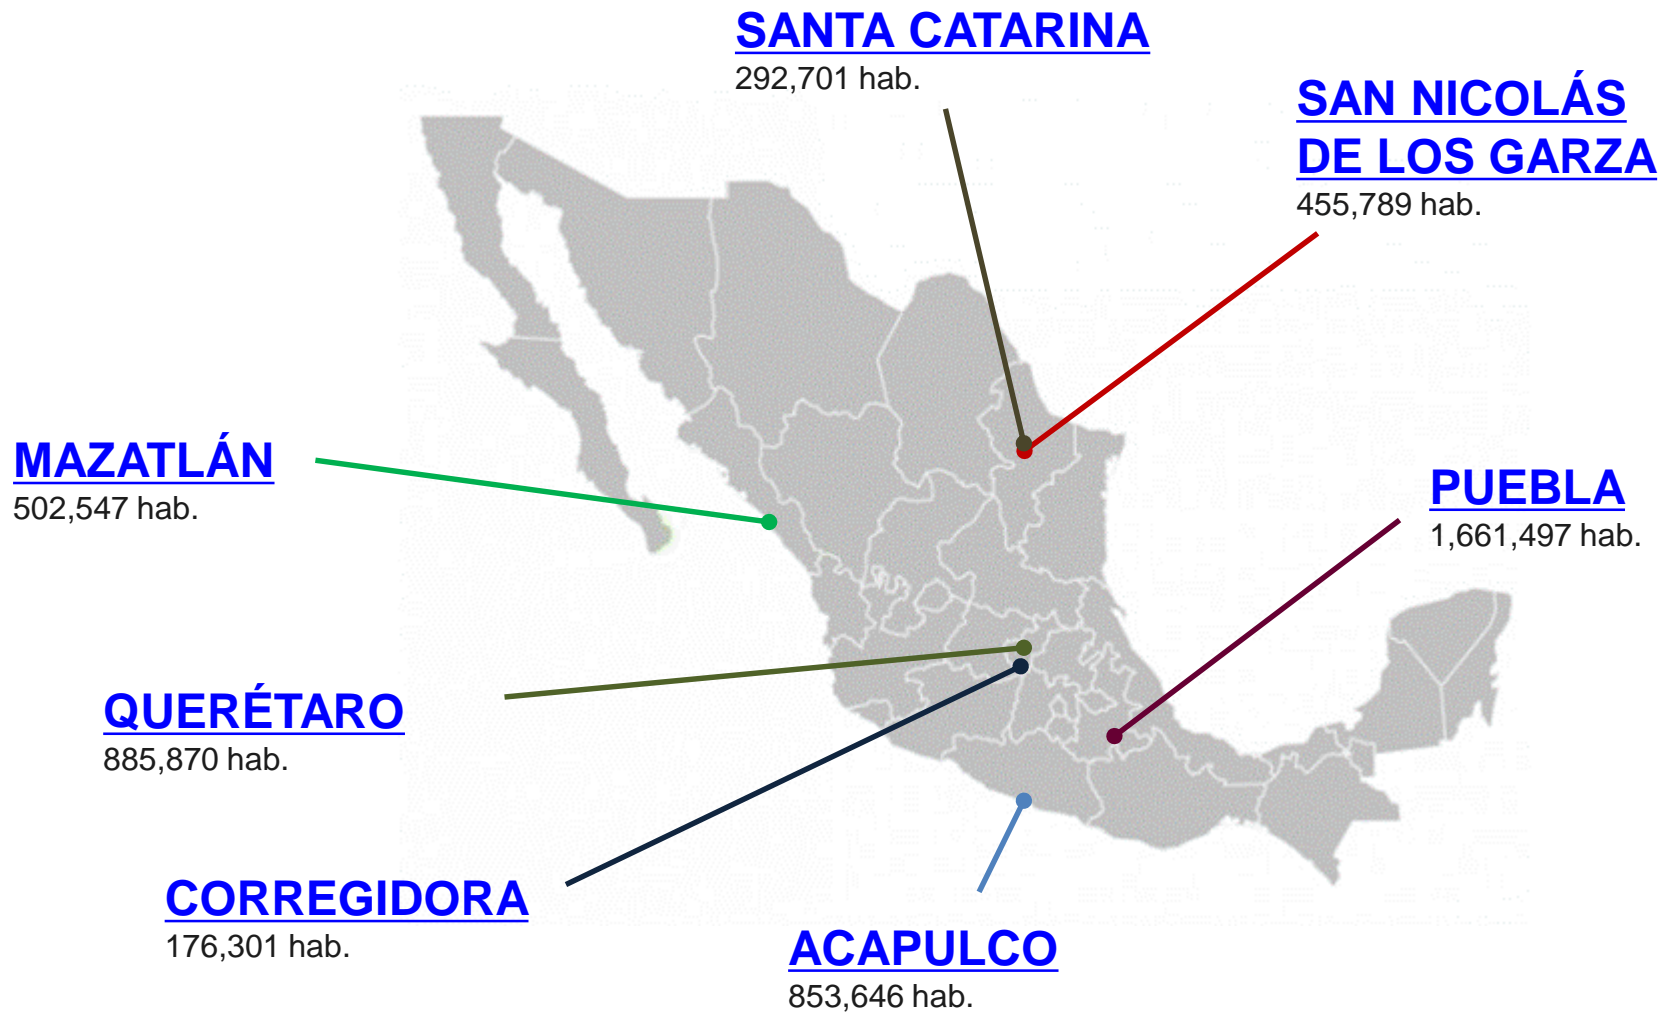 SANTA CATARINA
292,701 hab.
SAN NICOLÁS
DE LOS GARZA
455,789 hab.
MAZATLÁN
502,547 hab.
PUEBLA
1,661,497 hab.
QUERÉTARO
885,870 hab.
CORREGIDORA
176,301 hab.
ACAPULCO
853,646 hab.